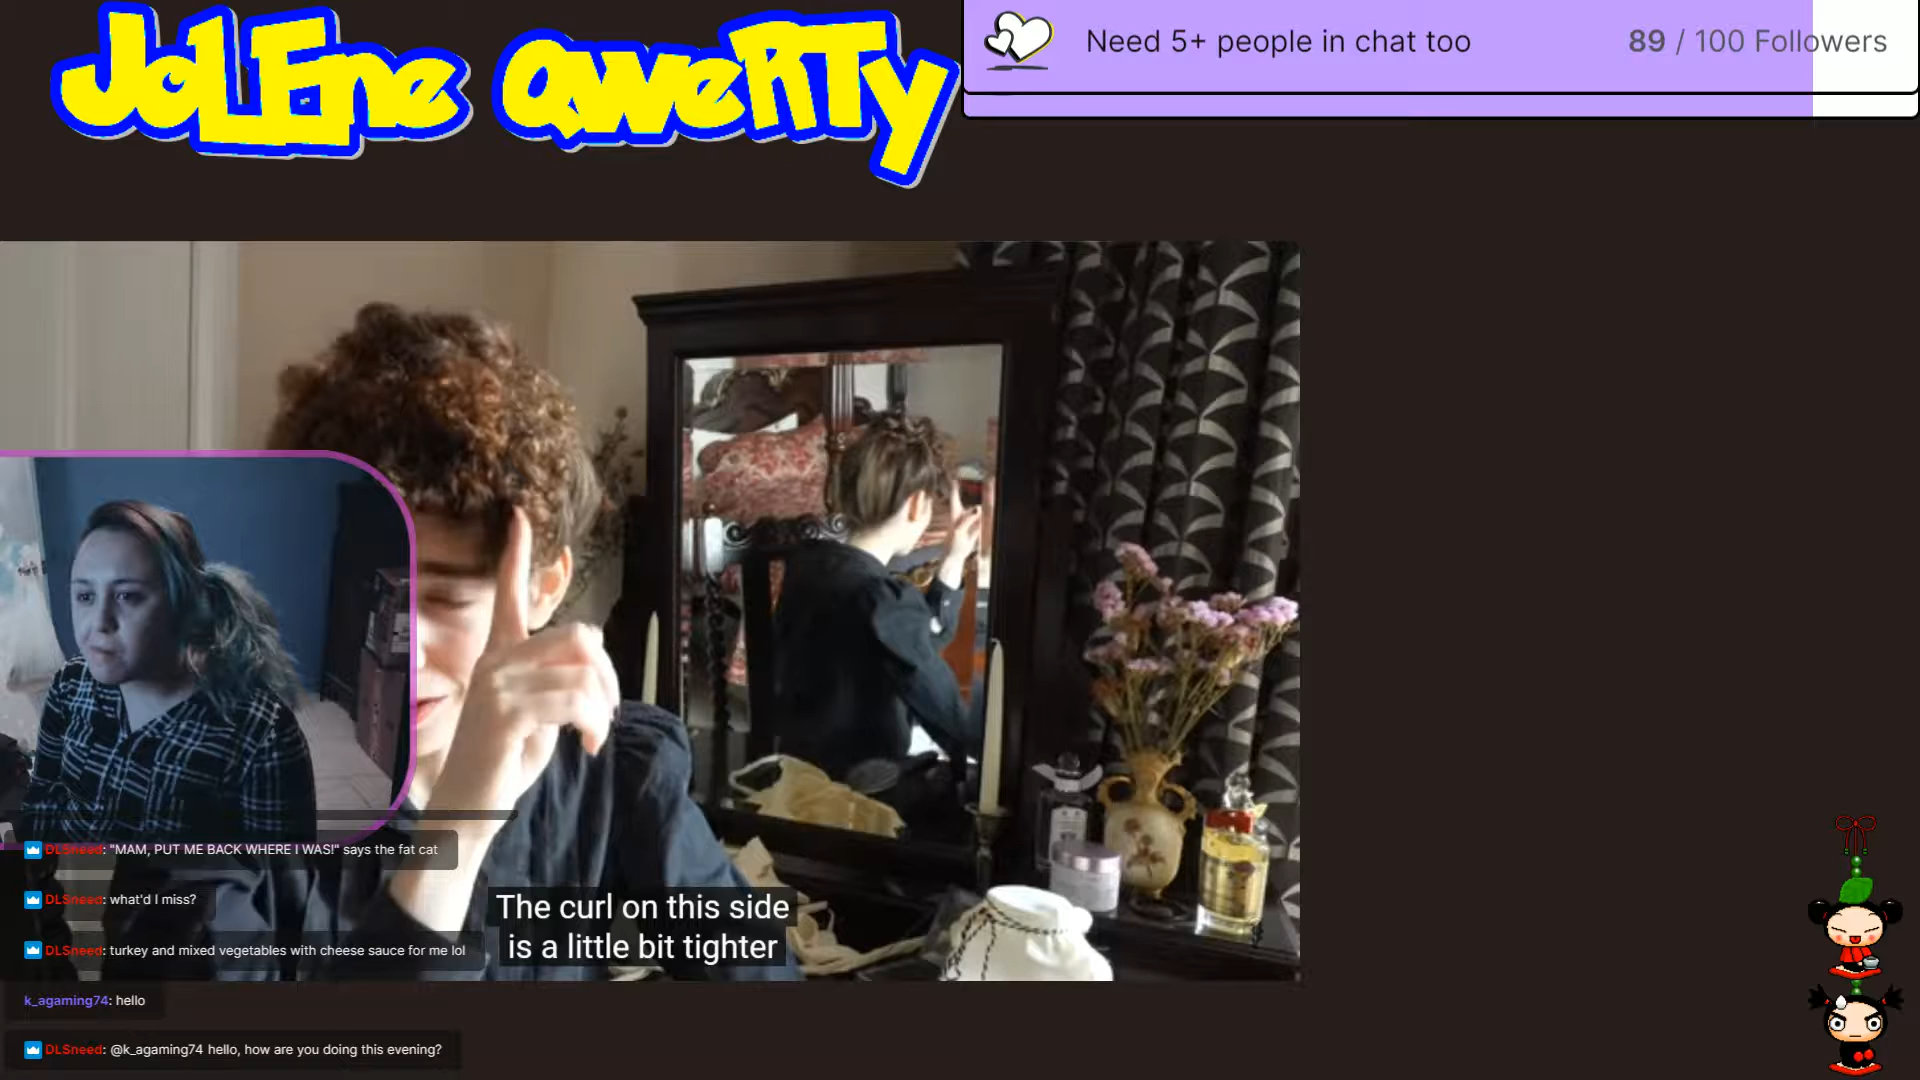 JoLEne QweRTy
Need 5+ people in chat too
89 / 100 Followers
DLSneed: "MAM, PUT ME BACK WHERE I WAS!" says the fat cat
DLSneed: what'd I miss?
The curl on this side
is a little bit tighter
DLSneed: turkey and mixed vegetables with cheese sauce for me lol
k_agaming74: hello
DLSneed: @k_agaming74 hello, how are you doing this evening?